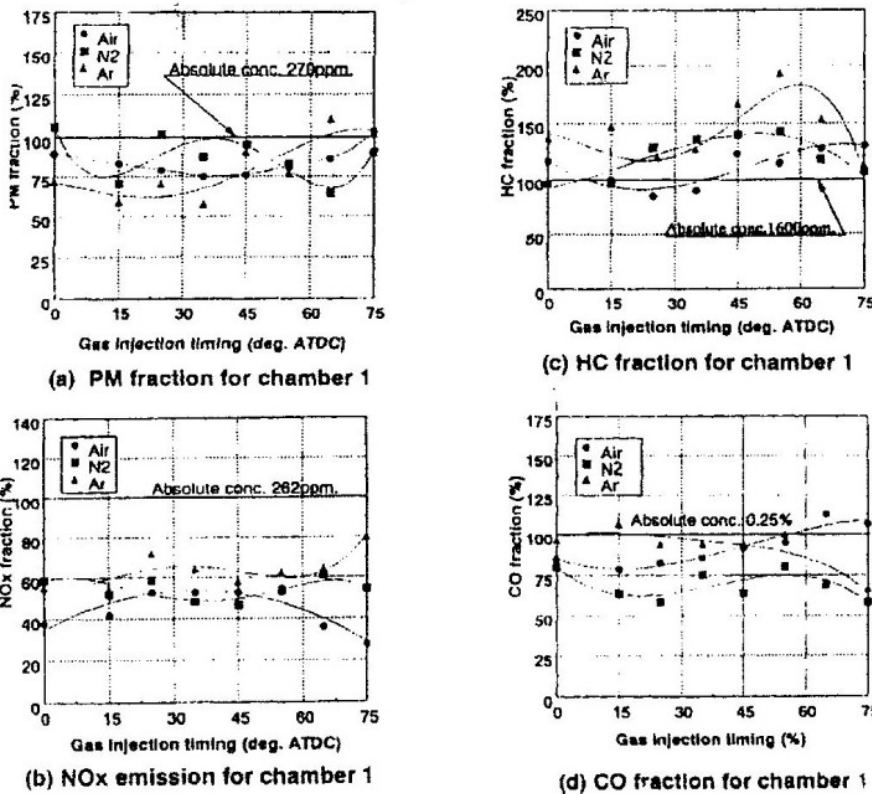 175
150
125
100
75
50
25
0
PM fraction (%)
Air
N2
Ar
Absolute conc. 270ppm.
0 15 30 45 60 75
Gas injection timing (deg. ATDC)
(a) PM fraction for chamber 1
250
200
150
100
50
0
HC fraction (%)
Air
N2
Ar
Absolute conc.1600ppm.
0 15 30 45 60 75
Gas injection timing (deg. ATDC)
(c) HC fraction for chamber 1
140
120
100
80
60
40
20
0
NOx fraction (%)
Air
N2
Ar
Absolute conc. 262ppm.
0 15 30 45 60 75
Gas injection timing (deg. ATDC)
(b) NOx emission for chamber 1
175
150
125
100
75
50
25
0
CO fraction (%)
Air
N2
Ar
Absolute conc. 0.25%
0 15 30 45 60 75
Gas injection timing (%)
(d) CO fraction for chamber 1